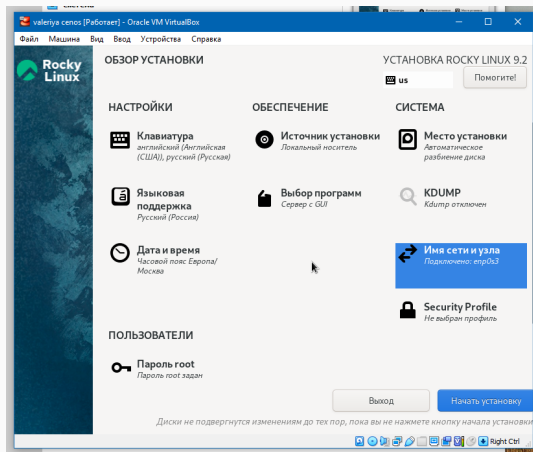 valeriya cenos [Работает] - Oracle VM VirtualBox
Файл Машина Вид Ввод Устройства Справка
Rocky Linux
ОБЗОР УСТАНОВКИ
УСТАНОВКА ROCKY LINUX 9.2
us
Помогите!
НАСТРОЙКИ
Клавиатура
английский (Английская
(США)), русский (Русская)
Языковая
поддержка
Русский (Россия)
Дата и время
Часовой пояс Европа/
Москва
ОБЕСПЕЧЕНИЕ
Источник установки
Локальный носитель
Выбор программ
Сервер с GUI
СИСТЕМА
Место установки
Автоматическое
разбиение диска
KDUMP
Kdump отключен
Имя сети и узла
Подключено: enp0s3
Security Profile
Не выбран профиль
ПОЛЬЗОВАТЕЛИ
Пароль root
Пароль root задан
Выход
Начать установку
Диски не подвергнутся изменениям до тех пор, пока вы не нажмете кнопку начала установки
Right Ctrl